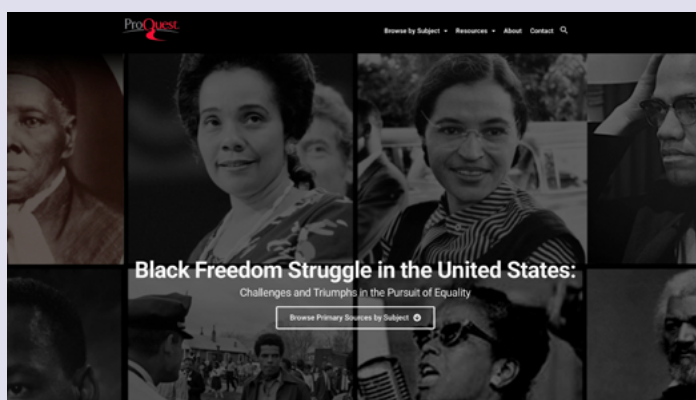 ProQuest
Browse by Subject Resources About Contact
Black Freedom Struggle in the United States:
Challenges and Triumphs in the Pursuit of Equality
Browse Primary Sources by Subject